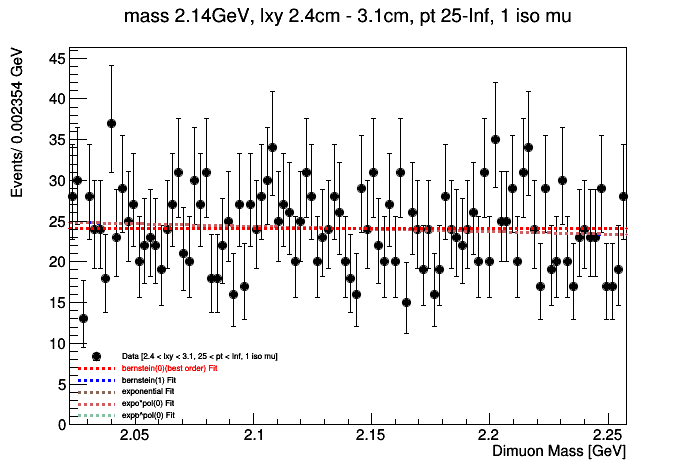 mass 2.14GeV, lxy 2.4cm - 3.1cm, pt 25-Inf, 1 iso mu
Events/ 0.002354 GeV
45
40
35
30
25
20
15
10
5
0
Data [2.4 < lxy < 3.1, 25 < pt < Inf, 1 iso mu]
bernstein(0)(best order) Fit
bernstein(1) Fit
exponential Fit
expo*pol(0) Fit
expp^pol(0) Fit
2.05
2.1
2.15
2.2
2.25
Dimuon Mass [GeV]